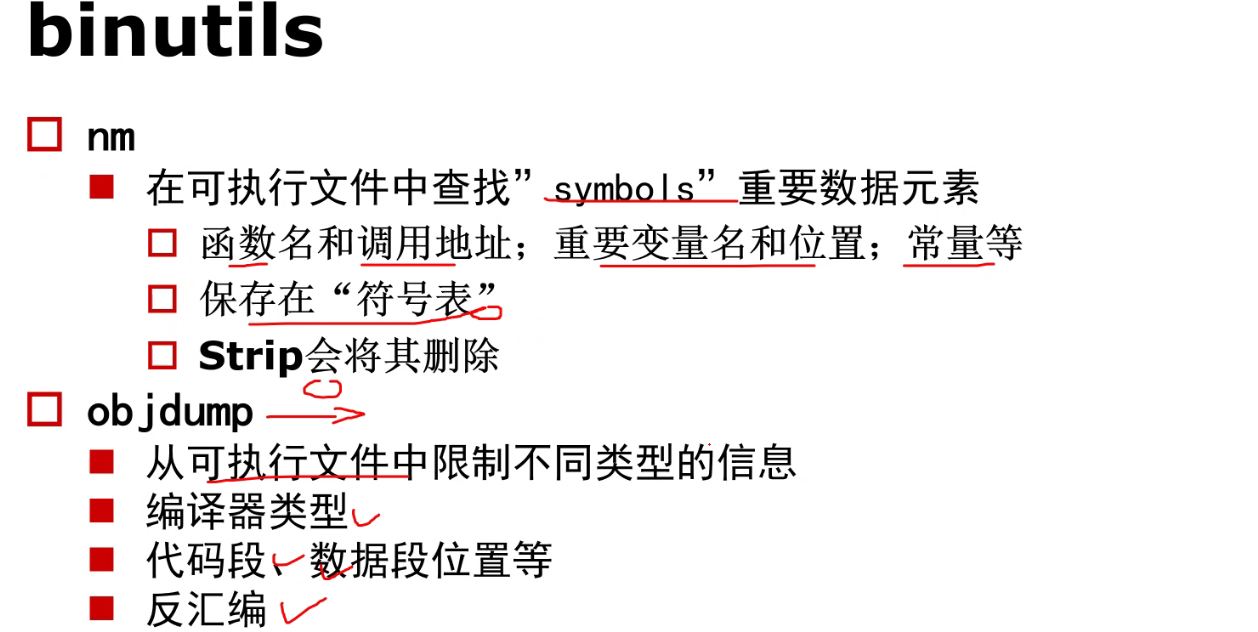 binutils
nm
在可执行文件中查找”symbols”重要数据元素
函数名和调用地址；重要变量名和位置；常量等
保存在“符号表”
Strip会将其删除
objdump
从可执行文件中限制不同类型的信息
编译器类型
代码段、数据段位置等
反汇编